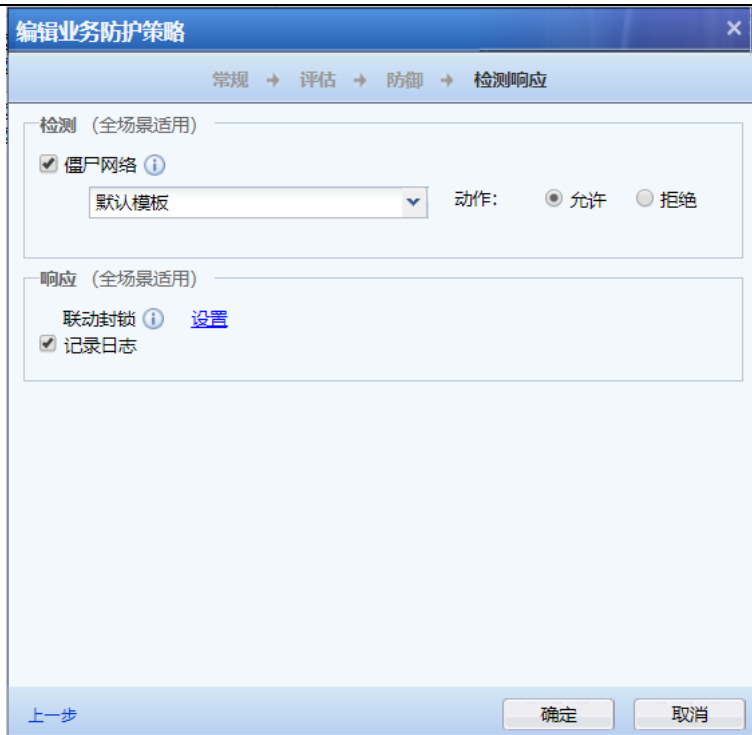 编辑业务防护策略
常规 → 评估 → 防御 → 检测响应
检测 (全场景适用)
僵尸网络
默认模板 动作: 允许 拒绝
响应 (全场景适用)
联动封锁 设置
记录日志
上一步 确定 取消